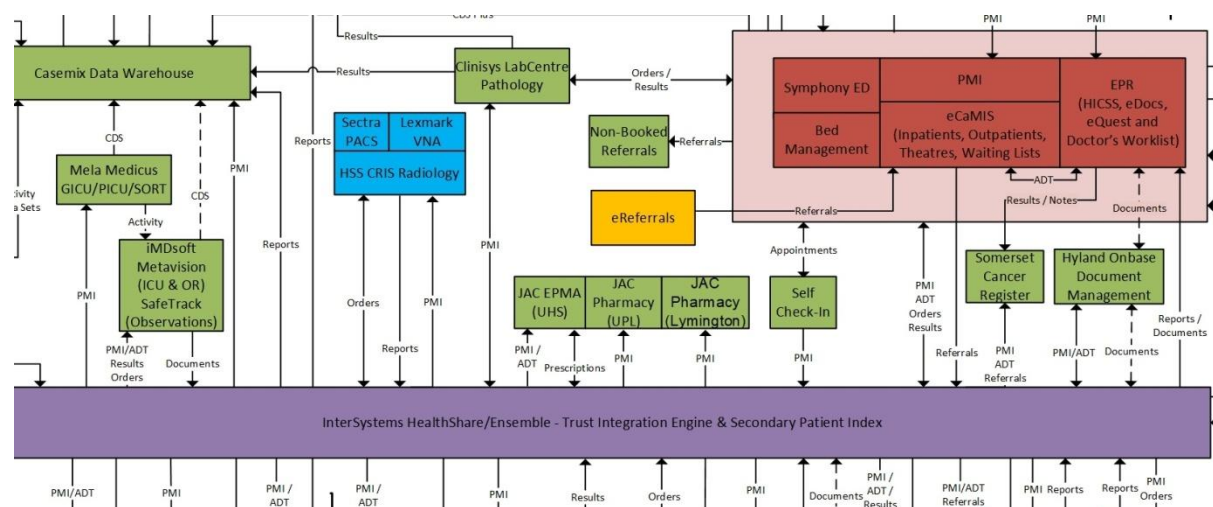 CDS Plus
PMI
PMI
Results
Casemix Data Warehouse
Results
Clinisys LabCentre
Pathology
Orders /
Results
Symphony ED
PMI
EPR
(HICSS, eDocs,
eQuest and
Doctor's Worklist)
Bed
Management
eCaMIS
(Inpatients, Outpatients,
Theatres, Waiting Lists
Sectra
PACS
Lexmark
VNA
HSS CRIS Radiology
Reports
Non-Booked
Referrals
Referrals
CDS
Mela Medicus
GICU/PICU/SORT
PMI
ADT
CDS
Results / Notes
eReferrals
Referrals
Documents
Activity
a Sets
Activity
iMDsoft
Metavision
(ICU & OR)
SafeTrack
(Observations)
Reports
PMI
Appointments
Somerset
Cancer
Register
Hyland Onbase
Document
Management
PMI
JAC EPMA
(UHS)
JAC
Pharmacy
(UPL)
JAC
Pharmacy
(Lymington)
Self
Check-In
PMI
ADT
Orders
Results
Orders
PMI
Reports /
Documents
PMI/ADT
Results
Orders
Documents
Reports
PMI /
ADT
Prescriptions
PMI
PMI
PMI
Referrals
PMI
ADT
Referrals
PMI/ADT
Documents
InterSystems HealthShare/Ensemble - Trust Integration Engine & Secondary Patient Index
PMI/ADT
PMI
PMI /
ADT
PMI /
ADT
PMI
Results
Orders
PMI
PMI
Documents
PMI /
ADT /
Results
PMI/ADT
Referrals
PMI
Reports
Reports
PMI
Orders